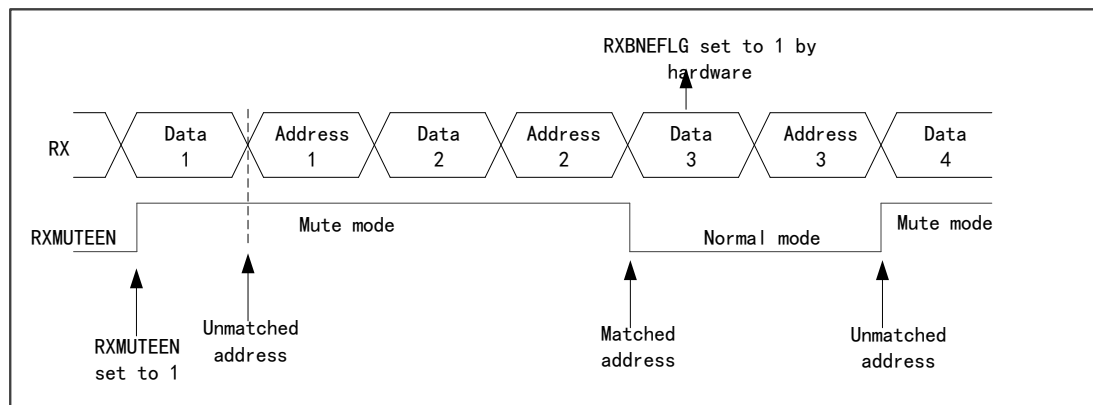 RXBNEFLG set to 1 by
hardware
RX
Data
1
Address
1
Data
2
Address
2
Data
3
Address
3
Data
4
RXMUTEEN
Mute mode
Normal mode
Mute mode
RXMUTEEN
set to 1
Unmatched
address
Matched
address
Unmatched
address